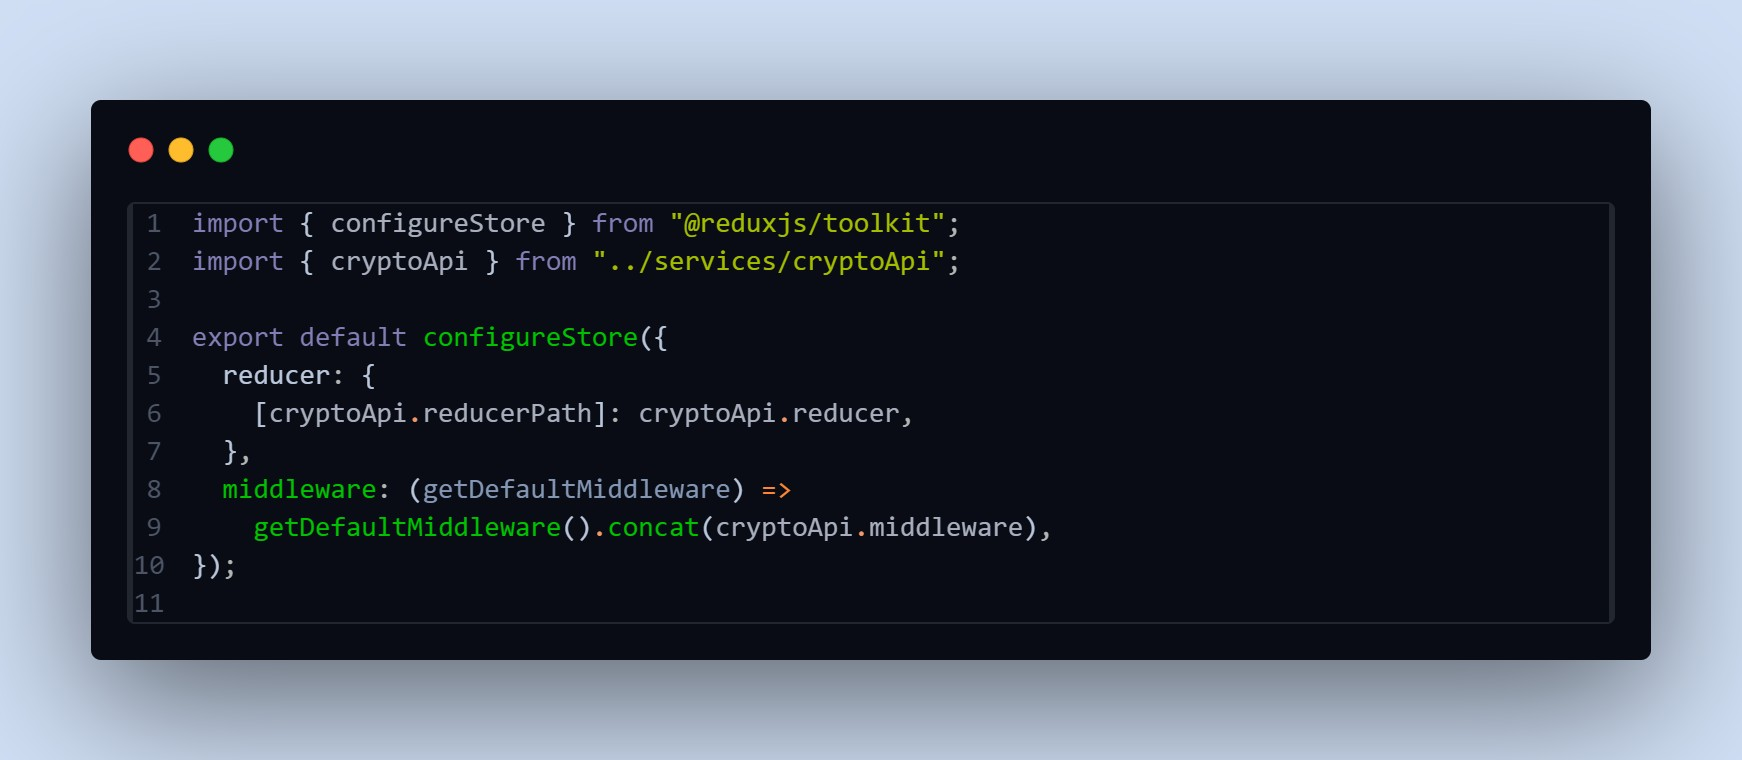 1 import { configureStore } from "@reduxjs/toolkit";
2 import { cryptoApi } from "../services/cryptoApi";
3
4 export default configureStore({
5   reducer: {
6     [cryptoApi.reducerPath]: cryptoApi.reducer,
7   },
8   middleware: (getDefaultMiddleware) =>
9     getDefaultMiddleware().concat(cryptoApi.middleware),
10 });
11